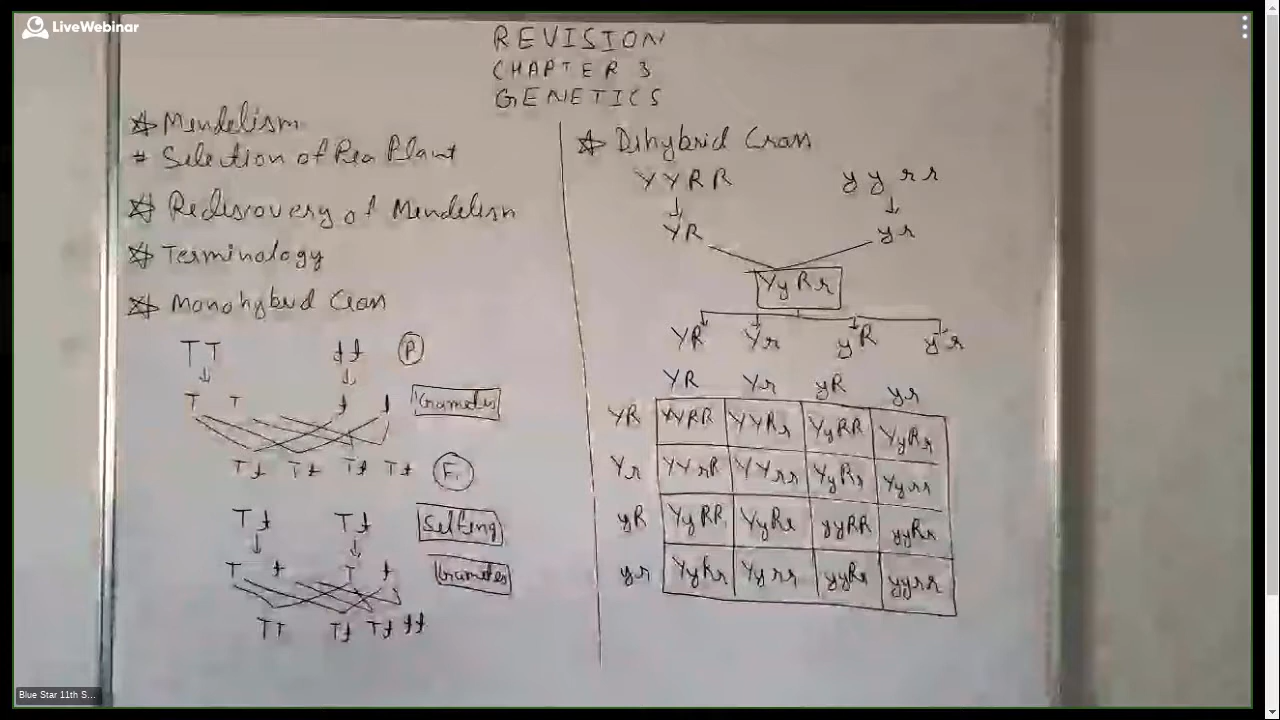 LiveWebinar
REVISION
CHAPTER 3
GENETICS
Mendelism
Selection of Pea Plant
Rediscovery of Mendelism
Terminology
Monohybrid Cross
TT tt P
T T t t Gametes
Tt Tt Tt Tt F1
Tt Tt Selfing
T t T t Gametes
TT Tt Tt tt
Dihybrid Cross
YYRR yyrr
YR yr
YyRr
YR Yr yR yr
YR Yr yR yr
YR YYRR YYRr YyRR YyRr
Yr YYrR YYrr YyRr Yyrr
yR YyRR YyRr yyRR yyRr
yr YyRr Yyrr yyRr yyrr
Blue Star 11th S...